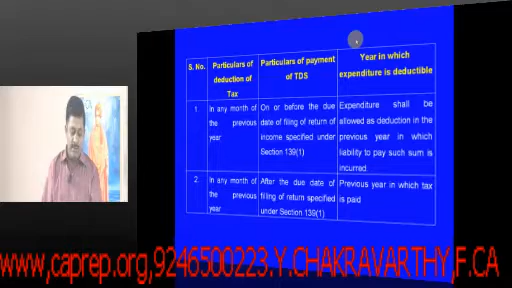 S. No. Particulars of deduction of Tax Particulars of payment of TDS Year in which expenditure is deductible
1. In any month of the previous year On or before the due date of filing of return of income specified under Section 139(1) Expenditure shall be allowed as deduction in the previous year in which liability to pay such sum is incurred
2. In any month of the previous year After the due date of filing of return specified under Section 139(1) Previous year in which tax is paid
www,caprep.org,9246500223.Y.CHAKRAVARTHY,F.CA